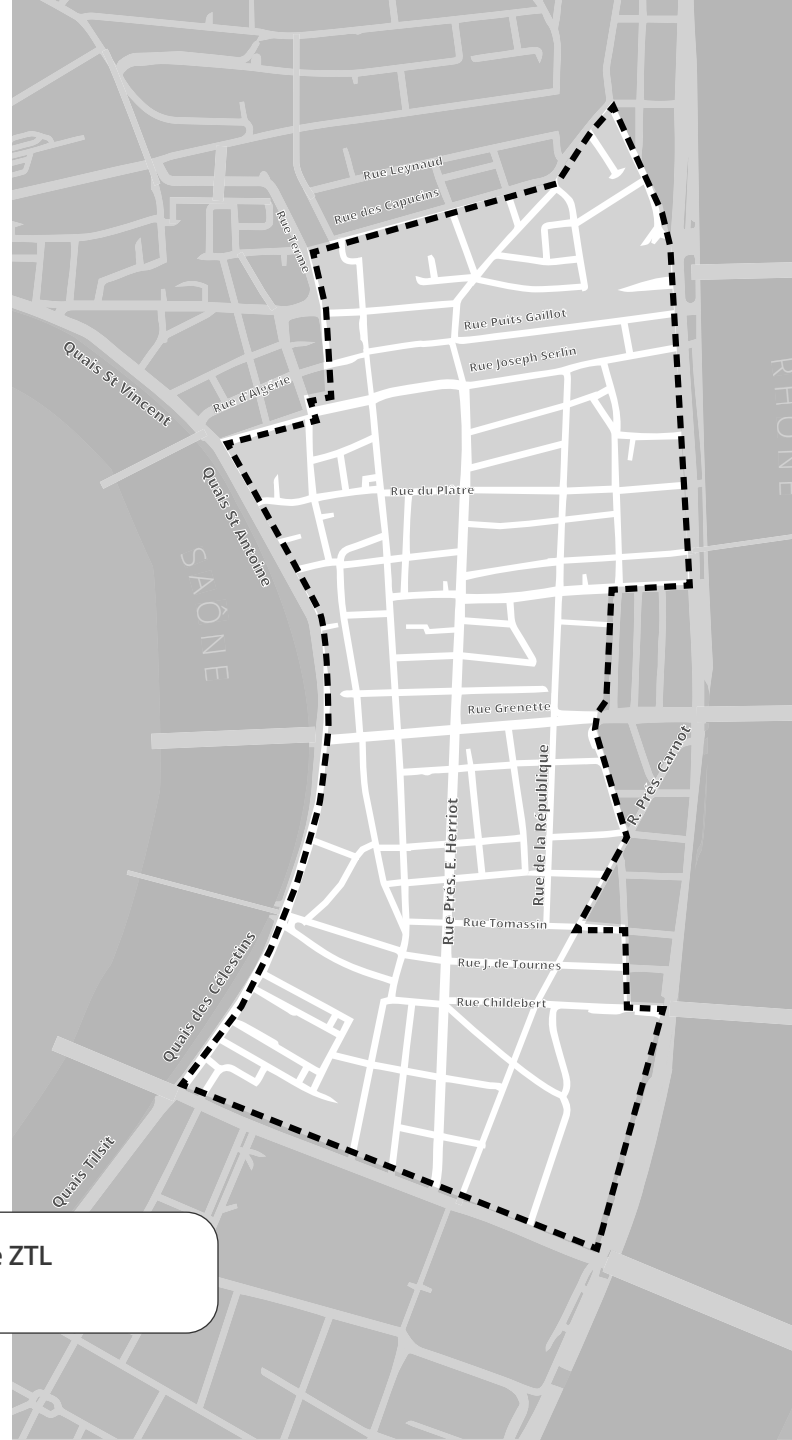 Rue Leynaud
Rue des Capucins
Rue Terme
Rue Puits Gaillot
Quais St Vincent
Rue Joseph Serlin
Rue d'Algérie
RHÔNE
Rue du Platre
Quais St Antoine
SAÔNE
Rue Grenette
R. Prés. Carnot
Rue de la République
Rue Prés. E. Herriot
Rue Tomassin
Rue J. de Tournes
Quais des Célestins
Rue Childebert
Quais Tilsit
e ZTL